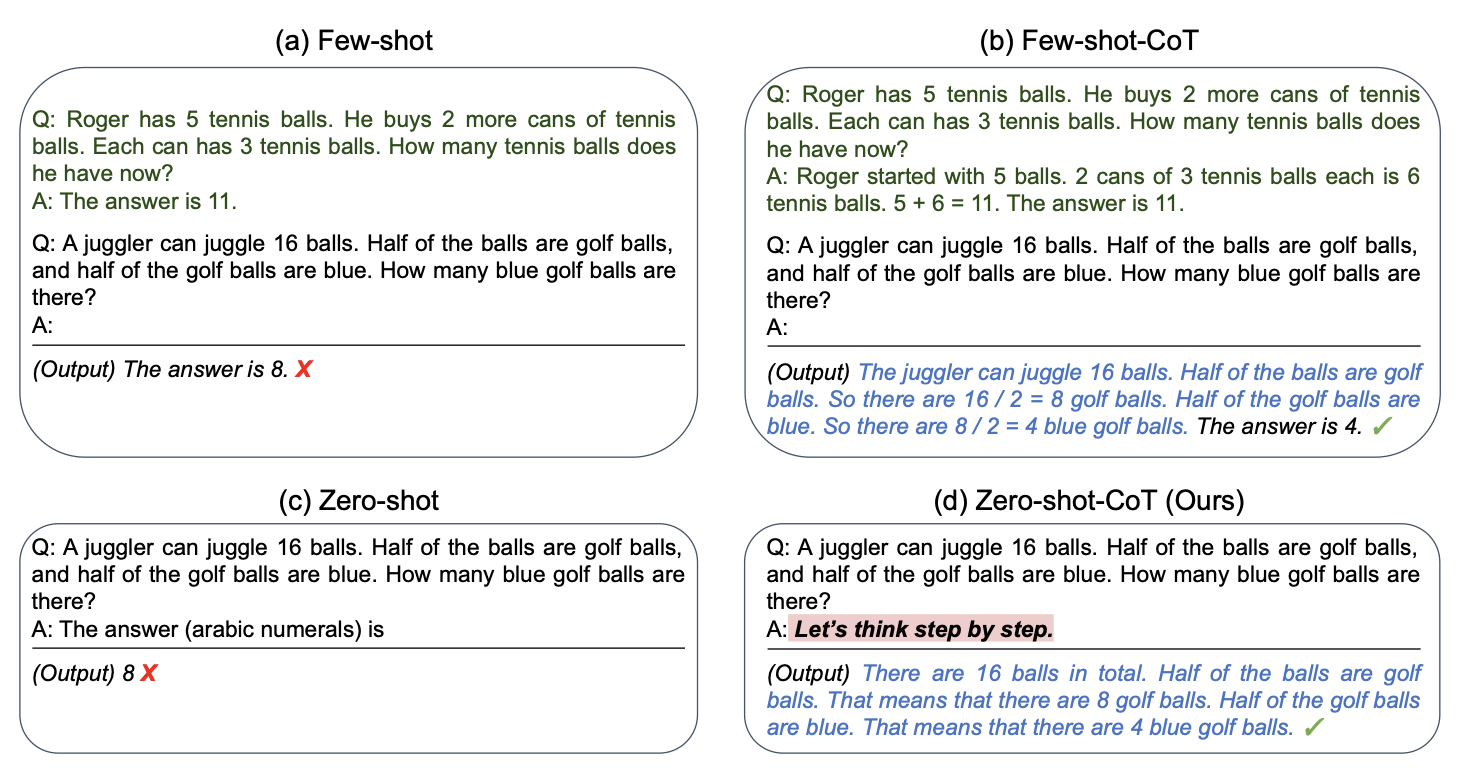 (a) Few-shot
Q: Roger has 5 tennis balls. He buys 2 more cans of tennis
balls. Each can has 3 tennis balls. How many tennis balls does
he have now?
A: The answer is 11.
Q: A juggler can juggle 16 balls. Half of the balls are golf balls,
and half of the golf balls are blue. How many blue golf balls are
there?
A:
(Output) The answer is 8. X
(b) Few-shot-CoT
Q: Roger has 5 tennis balls. He buys 2 more cans of tennis
balls. Each can has 3 tennis balls. How many tennis balls does
he have now?
A: Roger started with 5 balls. 2 cans of 3 tennis balls each is 6
tennis balls. 5 + 6 = 11. The answer is 11.
Q: A juggler can juggle 16 balls. Half of the balls are golf balls,
and half of the golf balls are blue. How many blue golf balls are
there?
A:
(Output) The juggler can juggle 16 balls. Half of the balls are golf
balls. So there are 16 / 2 = 8 golf balls. Half of the golf balls are
blue. So there are 8 / 2 = 4 blue golf balls. The answer is 4. ✓
(c) Zero-shot
Q: A juggler can juggle 16 balls. Half of the balls are golf balls,
and half of the golf balls are blue. How many blue golf balls are
there?
A: The answer (arabic numerals) is
(Output) 8 X
(d) Zero-shot-CoT (Ours)
Q: A juggler can juggle 16 balls. Half of the balls are golf balls,
and half of the golf balls are blue. How many blue golf balls are
there?
A: Let's think step by step.
(Output) There are 16 balls in total. Half of the balls are golf
balls. That means that there are 8 golf balls. Half of the golf balls
are blue. That means that there are 4 blue golf balls. ✓